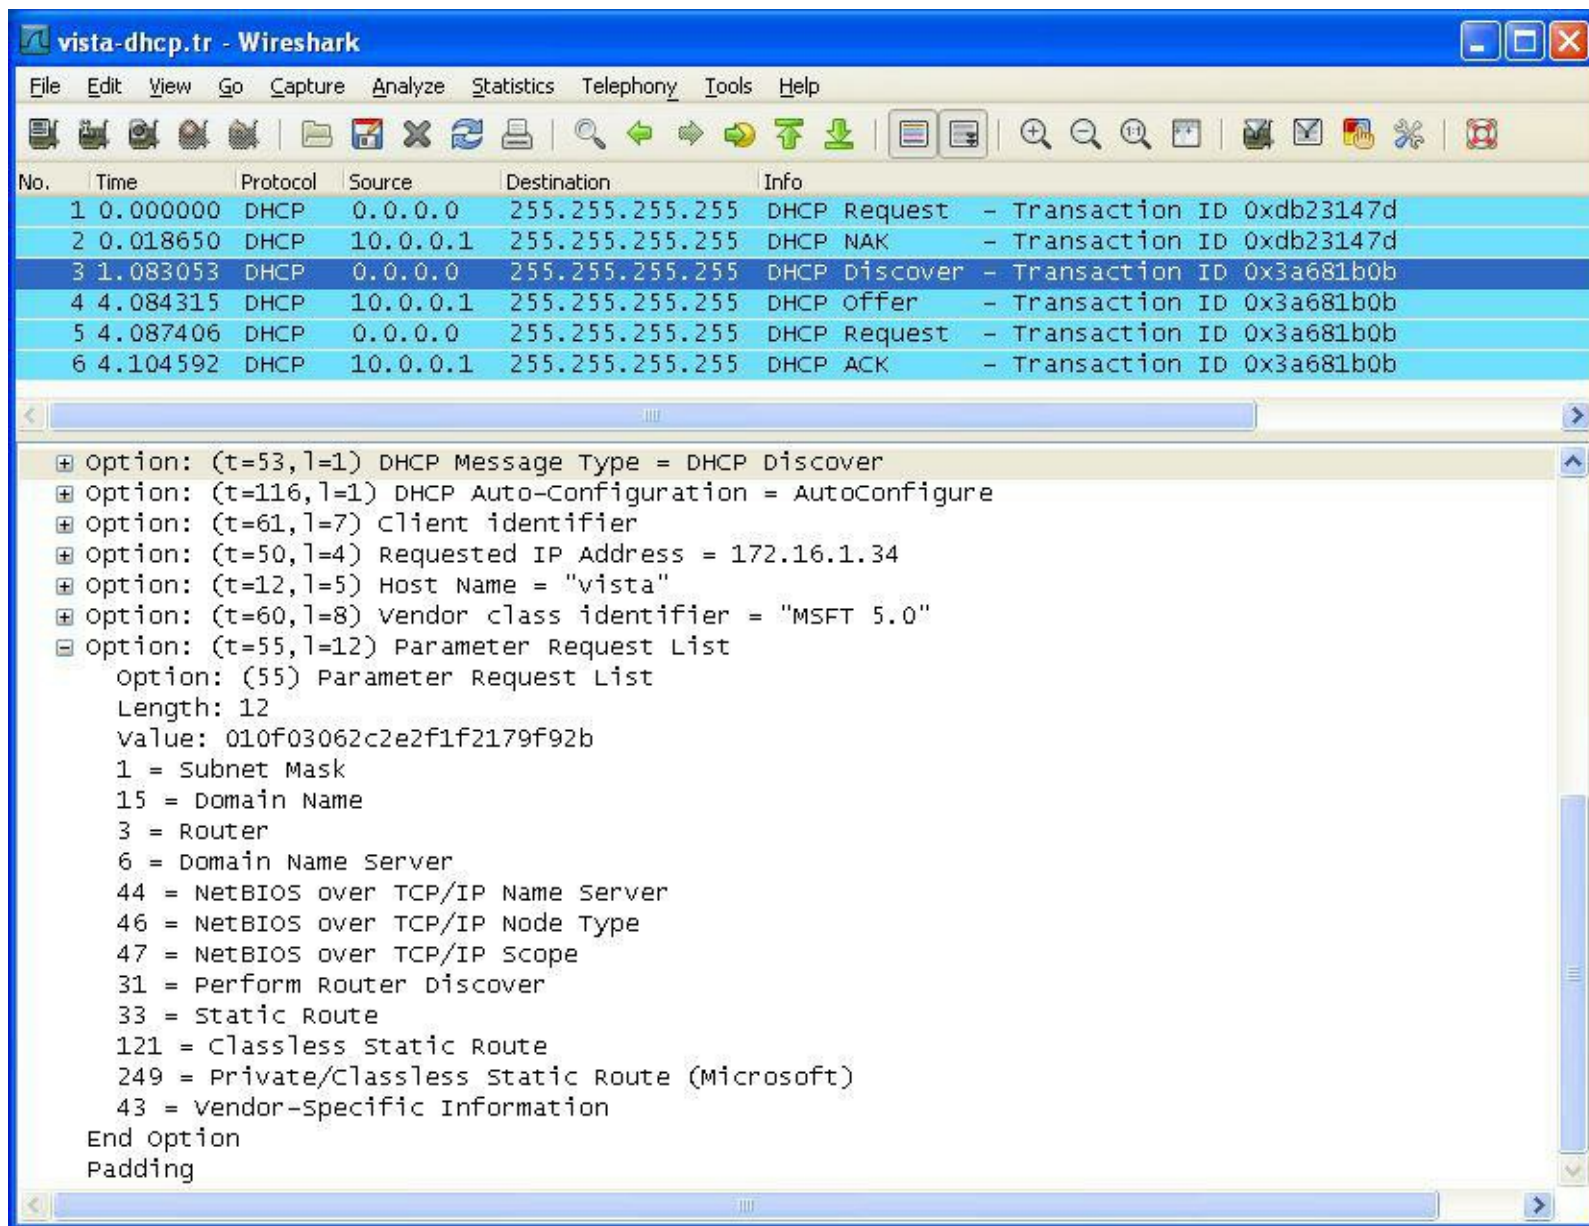 vista-dhcp.tr - Wireshark
File Edit View Go Capture Analyze Statistics Telephony Tools Help
No. Time Protocol Source Destination Info
1 0.000000 DHCP 0.0.0.0 255.255.255.255 DHCP Request - Transaction ID 0xdb23147d
2 0.018650 DHCP 10.0.0.1 255.255.255.255 DHCP NAK - Transaction ID 0xdb23147d
3 1.083053 DHCP 0.0.0.0 255.255.255.255 DHCP Discover - Transaction ID 0x3a681b0b
4 4.084315 DHCP 10.0.0.1 255.255.255.255 DHCP Offer - Transaction ID 0x3a681b0b
5 4.087406 DHCP 0.0.0.0 255.255.255.255 DHCP Request - Transaction ID 0x3a681b0b
6 4.104592 DHCP 10.0.0.1 255.255.255.255 DHCP ACK - Transaction ID 0x3a681b0b
Option: (t=53,l=1) DHCP Message Type = DHCP Discover
Option: (t=116,l=1) DHCP Auto-Configuration = AutoConfigure
Option: (t=61,l=7) Client identifier
Option: (t=50,l=4) Requested IP Address = 172.16.1.34
Option: (t=12,l=5) Host Name = "vista"
Option: (t=60,l=8) Vendor class identifier = "MSFT 5.0"
Option: (t=55,l=12) Parameter Request List
Option: (55) Parameter Request List
Length: 12
Value: 010f03062c2e2f1f2179f92b
1 = Subnet Mask
15 = Domain Name
3 = Router
6 = Domain Name Server
44 = NetBIOS over TCP/IP Name Server
46 = NetBIOS over TCP/IP Node Type
47 = NetBIOS over TCP/IP Scope
31 = Perform Router Discover
33 = Static Route
121 = Classless Static Route
249 = Private/Classless Static Route (Microsoft)
43 = Vendor-Specific Information
End Option
Padding